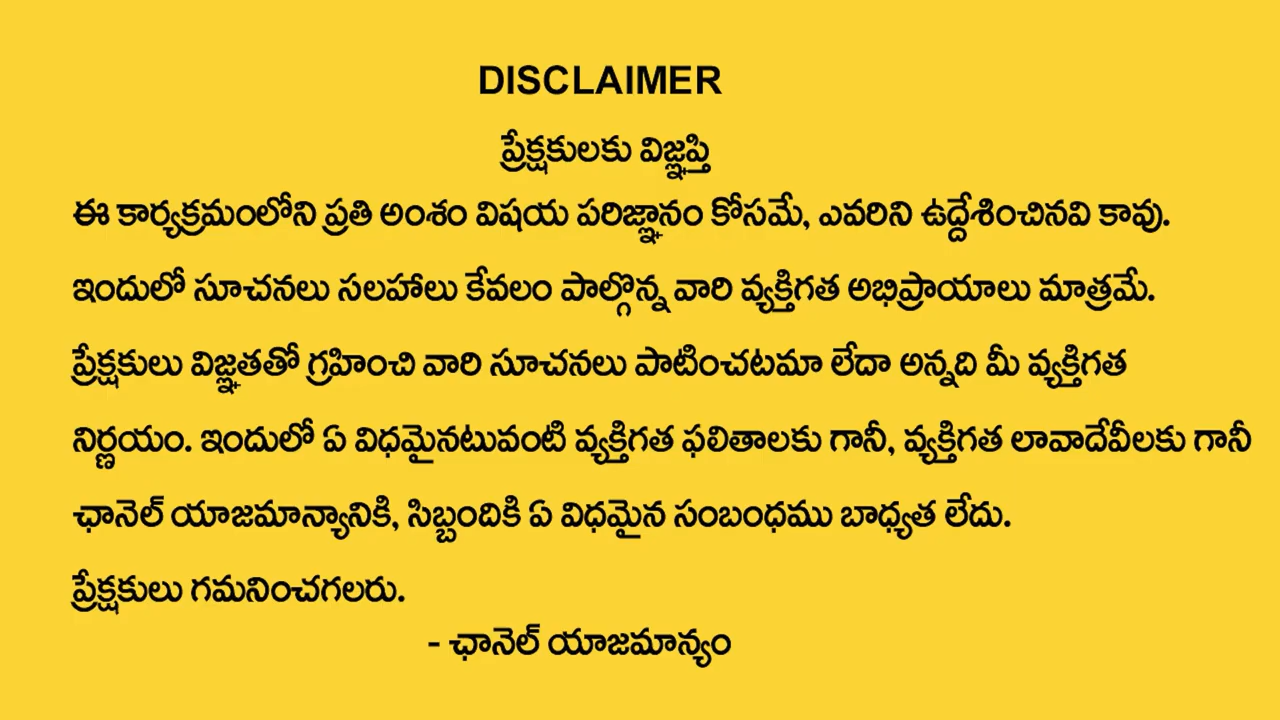 DISCLAIMER
ప్రేక్షకులకు విజ్ఞప్తి
ఈ కార్యక్రమంలోని ప్రతి అంశం విషయ పరిజ్ఞానం కోసమే, ఎవరిని ఉద్దేశించినవి కావు.
ఇందులో సూచనలు సలహాలు కేవలం పాల్గొన్న వారి వ్యక్తిగత అభిప్రాయాలు మాత్రమే.
ప్రేక్షకులు విజ్ఞతతో గ్రహించి వారి సూచనలు పాటించటమా లేదా అన్నది మీ వ్యక్తిగత
నిర్ణయం. ఇందులో ఏ విధమైనటువంటి వ్యక్తిగత ఫలితాలకు గానీ, వ్యక్తిగత లావాదేవీలకు గానీ
ఛానెల్ యాజమాన్యానికి, సిబ్బందికి ఏ విధమైన సంబంధము బాధ్యత లేదు.
ప్రేక్షకులు గమనించగలరు.
- ఛానెల్ యాజమాన్యం